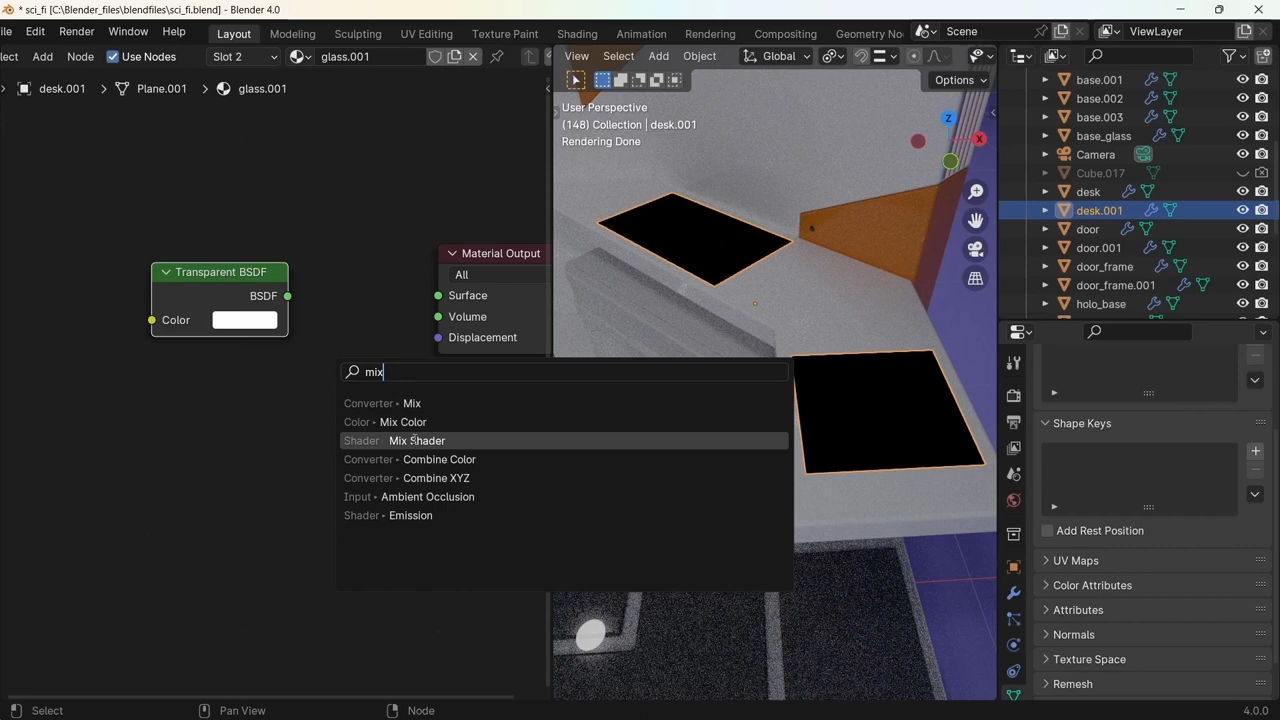 * sci_fi [C:\Blender_files\blendfiles\sci_fi.blend] - Blender 4.0
ile Edit Render Window Help Layout Modeling Sculpting UV Editing Texture Paint Shading Animation Rendering Compositing Geometry Noc Scene ViewLayer
lect Add Node Use Nodes Slot 2 glass.001
View Select Add Object Global
Options
desk.001 > Plane.001 > glass.001
User Perspective
(148) Collection | desk.001
Rendering Done
Z
X
Transparent BSDF
BSDF
Color
Material Output
All
Surface
Volume
Displacement
mix
Converter ▸ Mix
Color ▸ Mix Color
Shader ▸ Mix Shader
Converter ▸ Combine Color
Converter ▸ Combine XYZ
Input ▸ Ambient Occlusion
Shader ▸ Emission
base.001
base.002
base.003
base_glass
Camera
Cube.017
desk
desk.001
door
door.001
door_frame
door_frame.001
holo_base
Shape Keys
Add Rest Position
UV Maps
Color Attributes
Attributes
Normals
Texture Space
Remesh
Select Pan View Node 4.0.0